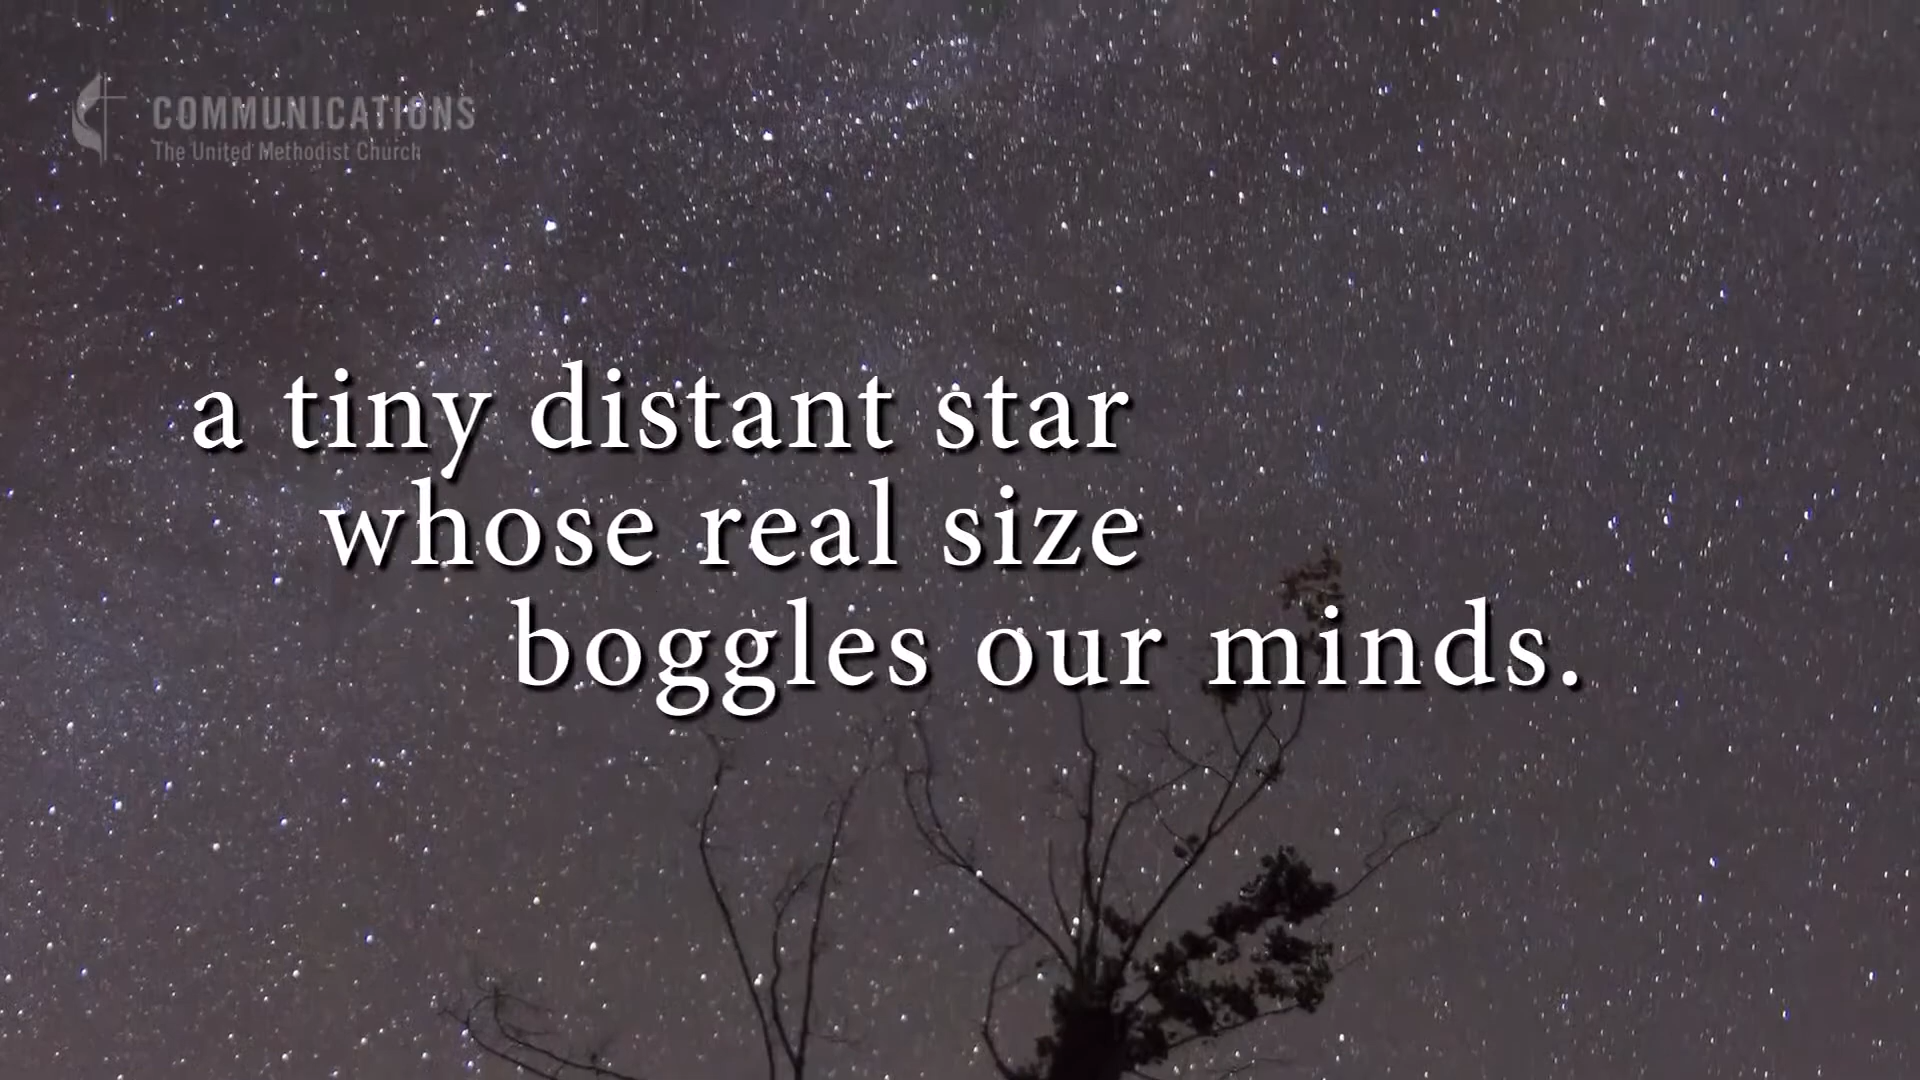 COMMUNICATIONS
The United Methodist Church
a tiny distant star
whose real size
boggles our minds.